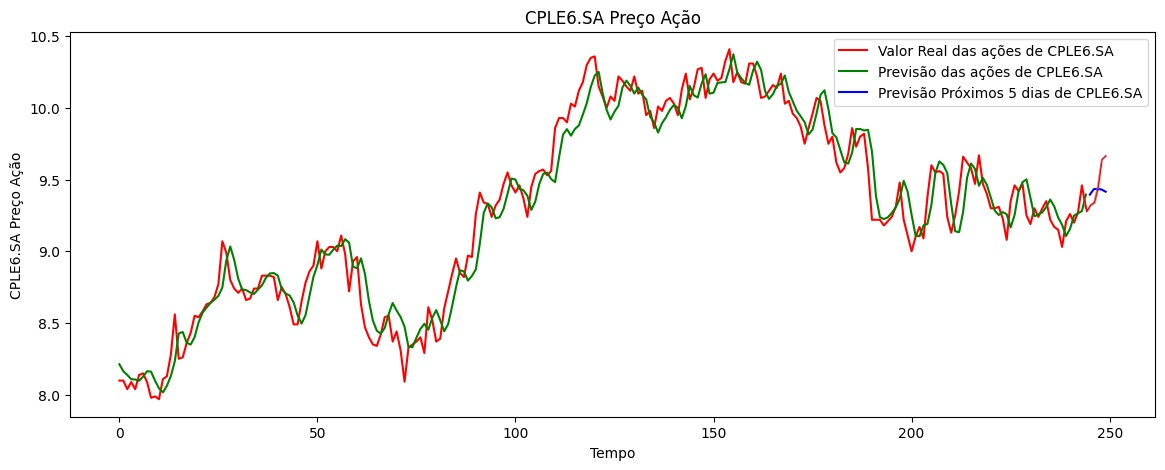 CPLE6.SA Preço Ação
Valor Real das ações de CPLE6.SA
Previsão das ações de CPLE6.SA
Previsão Próximos 5 dias de CPLE6.SA
CPLE6.SA Preço Ação
10.5
10.0
9.5
9.0
8.5
8.0
0
50
100
150
200
250
Tempo